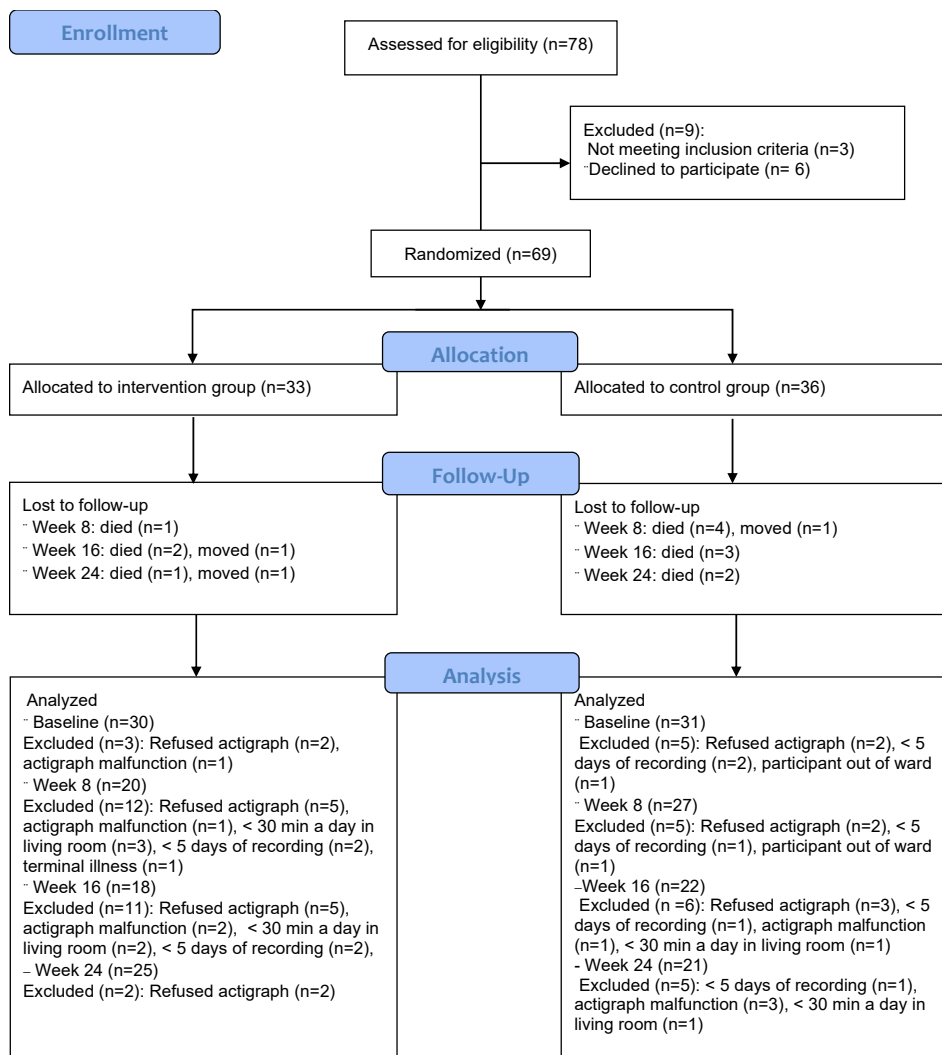 Enrollment
Assessed for eligibility (n=78)
Excluded (n=9):
Not meeting inclusion criteria (n=3)
¨Declined to participate (n= 6)
Randomized (n=69)
Allocation
Allocated to intervention group (n=33)
Allocated to control group (n=36)
Follow-Up
Lost to follow-up
¨ Week 8: died (n=1)
¨ Week 16: died (n=2), moved (n=1)
¨ Week 24: died (n=1), moved (n=1)
Lost to follow-up
¨ Week 8: died (n=4), moved (n=1)
¨ Week 16: died (n=3)
¨ Week 24: died (n=2)
Analysis
Analyzed
¨ Baseline (n=30)
Excluded (n=3): Refused actigraph (n=2),
actigraph malfunction (n=1)
¨ Week 8 (n=20)
Excluded (n=12): Refused actigraph (n=5),
actigraph malfunction (n=1), < 30 min a day in
living room (n=3), < 5 days of recording (n=2),
terminal illness (n=1)
¨ Week 16 (n=18)
Excluded (n=11): Refused actigraph (n=5),
actigraph malfunction (n=2), < 30 min a day in
living room (n=2), < 5 days of recording (n=2),
– Week 24 (n=25)
Excluded (n=2): Refused actigraph (n=2)
Analyzed
¨ Baseline (n=31)
Excluded (n=5): Refused actigraph (n=2), < 5
days of recording (n=2), participant out of ward
(n=1)
¨ Week 8 (n=27)
Excluded (n=5): Refused actigraph (n=2), < 5
days of recording (n=1), participant out of ward
(n=1)
–Week 16 (n=22)
Excluded (n =6): Refused actigraph (n=3), < 5
days of recording (n=1), actigraph malfunction
(n=1), < 30 min a day in living room (n=1)
- Week 24 (n=21)
Excluded (n=5): < 5 days of recording (n=1),
actigraph malfunction (n=3), < 30 min a day in
living room (n=1)